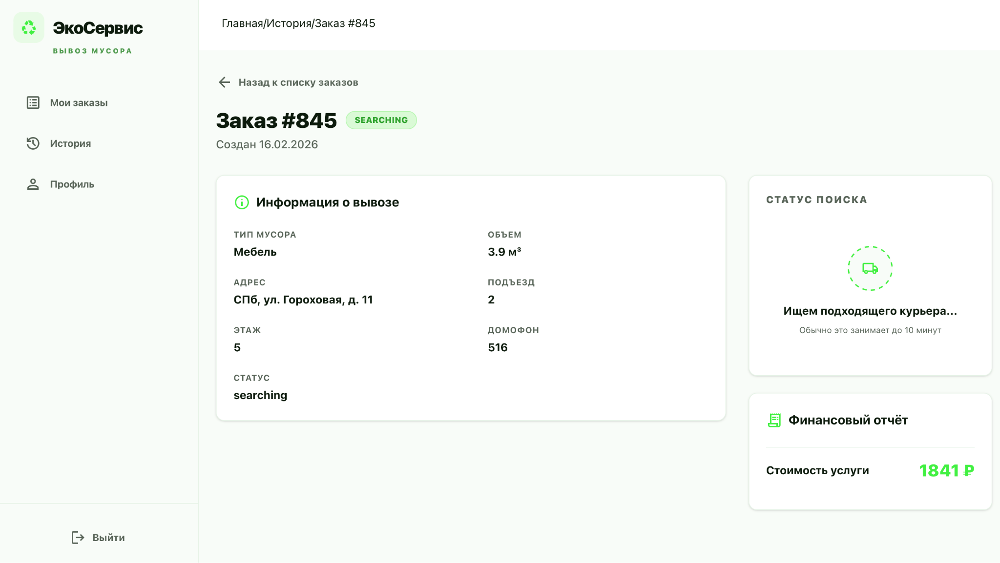 ЭкоСервис
ВЫВОЗ МУСОРА
Мои заказы
История
Профиль
Выйти
Главная/История/Заказ #845
Назад к списку заказов
Заказ #845
SEARCHING
Создан 16.02.2026
Информация о вывозе
ТИП МУСОРА
Мебель
ОБЪЕМ
3.9 м³
АДРЕС
СПб, ул. Гороховая, д. 11
ПОДЪЕЗД
2
ЭТАЖ
5
ДОМОФОН
516
СТАТУС
searching
СТАТУС ПОИСКА
Ищем подходящего курьера...
Обычно это занимает до 10 минут
Финансовый отчёт
Стоимость услуги
1841 ₽